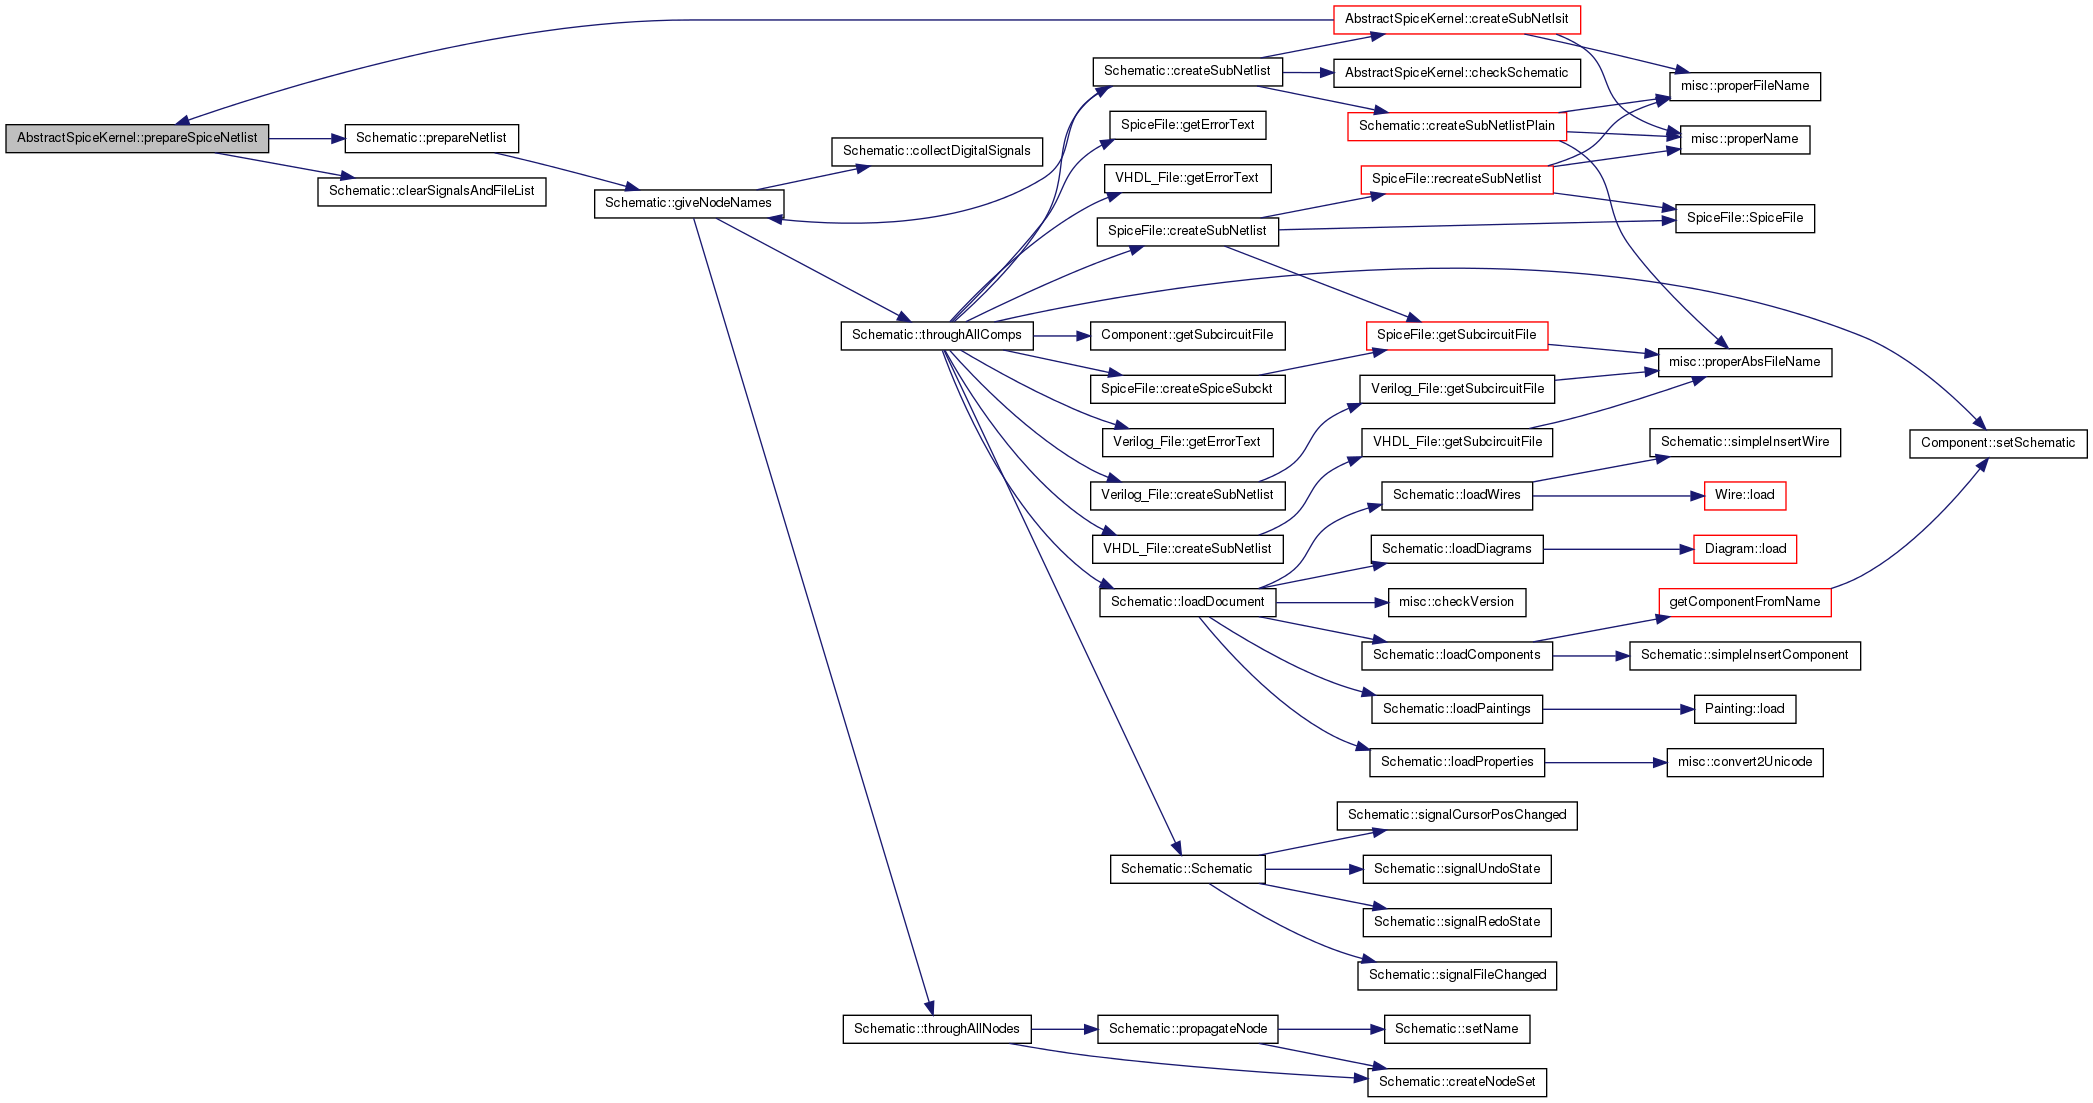 AbstractSpiceKernel::prepareSpiceNetlist
Schematic::prepareNetlist
Schematic::clearSignalsAndFileList
Schematic::giveNodeNames
Schematic::collectDigitalSignals
Schematic::throughAllComps
Schematic::throughAllNodes
Schematic::createSubNetlist
SpiceFile::getErrorText
VHDL_File::getErrorText
SpiceFile::createSubNetlist
Component::getSubcircuitFile
SpiceFile::createSpiceSubckt
Verilog_File::getErrorText
Verilog_File::createSubNetlist
VHDL_File::createSubNetlist
Schematic::loadDocument
Schematic::Schematic
Schematic::propagateNode
AbstractSpiceKernel::createSubNetlsit
AbstractSpiceKernel::checkSchematic
Schematic::createSubNetlistPlain
SpiceFile::recreateSubNetlist
SpiceFile::getSubcircuitFile
Verilog_File::getSubcircuitFile
VHDL_File::getSubcircuitFile
Schematic::loadWires
Schematic::loadDiagrams
misc::checkVersion
Schematic::loadComponents
Schematic::loadPaintings
Schematic::loadProperties
Schematic::signalCursorPosChanged
Schematic::signalUndoState
Schematic::signalRedoState
Schematic::signalFileChanged
Schematic::setName
Schematic::createNodeSet
misc::properFileName
misc::properName
SpiceFile::SpiceFile
misc::properAbsFileName
Schematic::simpleInsertWire
Wire::load
Diagram::load
getComponentFromName
Schematic::simpleInsertComponent
Painting::load
misc::convert2Unicode
Component::setSchematic